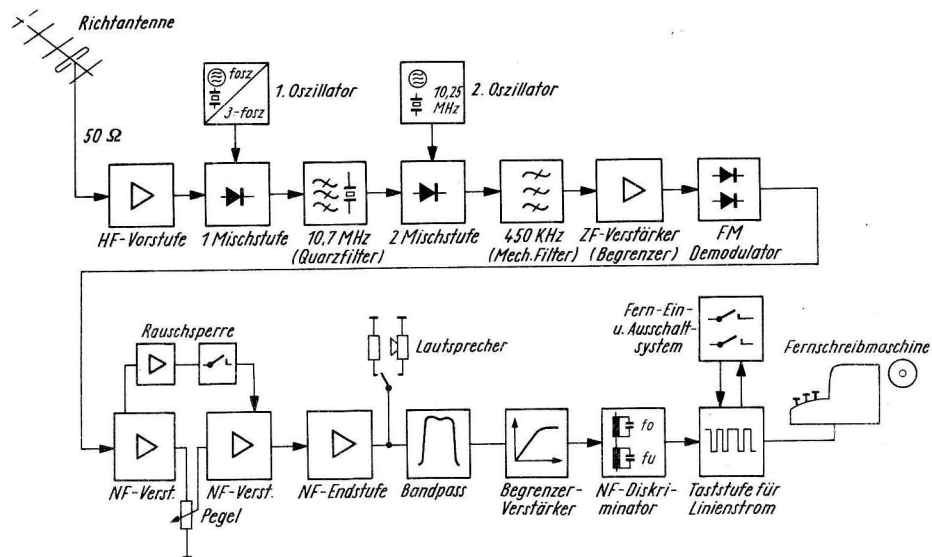 Richtantenne
50 Ω
fosz
3-fosz
1. Oszillator
10,25
MHz
2. Oszillator
HF-Vorstufe
1 Mischstufe
10,7 MHz
(Quarzfilter)
2 Mischstufe
450 KHz
(Mech. Filter)
ZF-Verstärker
(Begrenzer)
FM
Demodulator
Rauschsperre
Lautsprecher
Fern-Ein-
u. Ausschalt-
system
Fernschreibmaschine
NF-Verst.
Pegel
NF-Verst.
NF-Endstufe
Bandpass
Begrenzer-
Verstärker
fo
fu
NF-Diskri-
minator
Taststufe für
Linienstrom